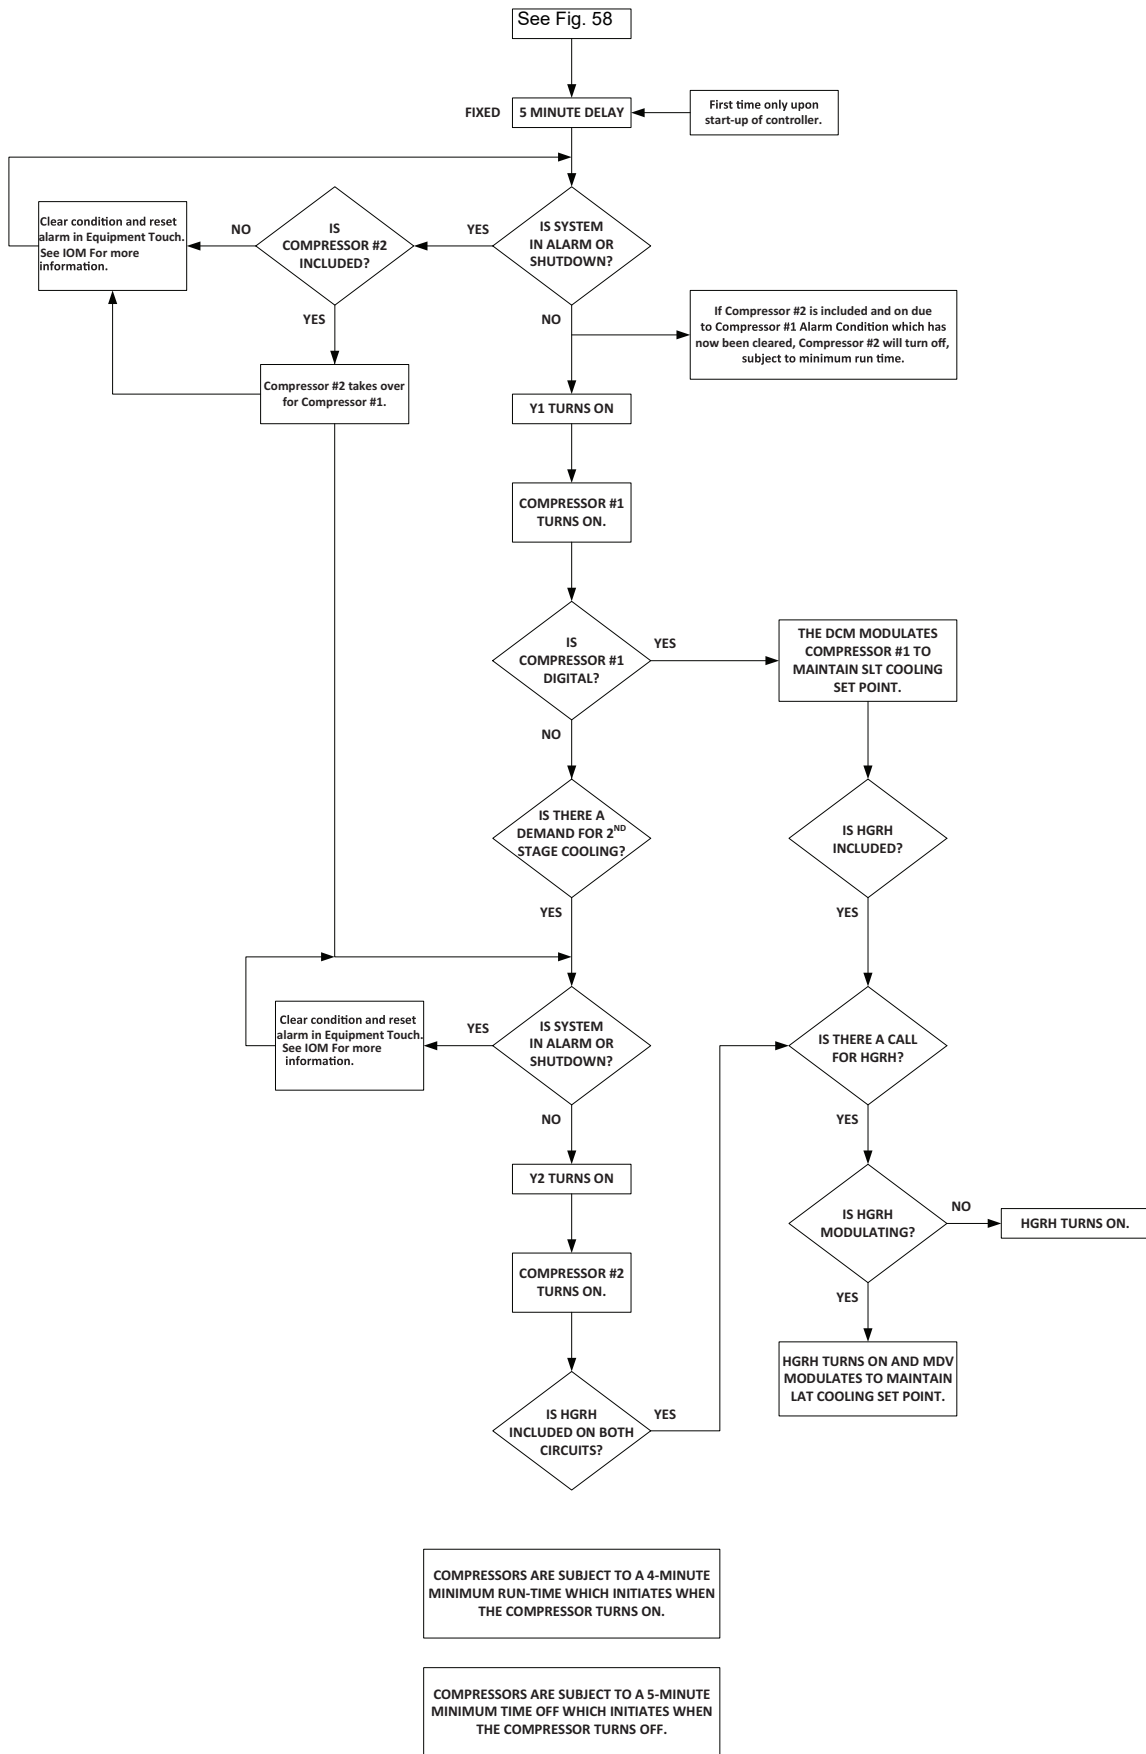 See Fig. 58
FIXED
5 MINUTE DELAY
First time only upon
start-up of controller.
Clear condition and reset
alarm in Equipment Touch.
See IOM For more
information.
NO
IS
COMPRESSOR #2
INCLUDED?
YES
IS SYSTEM
IN ALARM OR
SHUTDOWN?
YES
NO
If Compressor #2 is included and on due
to Compressor #1 Alarm Condition which has
now been cleared, Compressor #2 will turn off,
subject to minimum run time.
Compressor #2 takes over
for Compressor #1.
Y1 TURNS ON
COMPRESSOR #1
TURNS ON.
IS
COMPRESSOR #1
DIGITAL?
YES
THE DCM MODULATES
COMPRESSOR #1 TO
MAINTAIN SLT COOLING
SET POINT.
NO
IS THERE A
DEMAND FOR 2ND
STAGE COOLING?
IS HGRH
INCLUDED?
YES
YES
Clear condition and reset
alarm in Equipment Touch.
See IOM For more
information.
YES
IS SYSTEM
IN ALARM OR
SHUTDOWN?
IS THERE A CALL
FOR HGRH?
NO
YES
Y2 TURNS ON
IS HGRH
MODULATING?
NO
HGRH TURNS ON.
COMPRESSOR #2
TURNS ON.
YES
HGRH TURNS ON AND MDV
MODULATES TO MAINTAIN
LAT COOLING SET POINT.
IS HGRH
INCLUDED ON BOTH
CIRCUITS?
YES
COMPRESSORS ARE SUBJECT TO A 4-MINUTE
MINIMUM RUN-TIME WHICH INITIATES WHEN
THE COMPRESSOR TURNS ON.
COMPRESSORS ARE SUBJECT TO A 5-MINUTE
MINIMUM TIME OFF WHICH INITIATES WHEN
THE COMPRESSOR TURNS OFF.